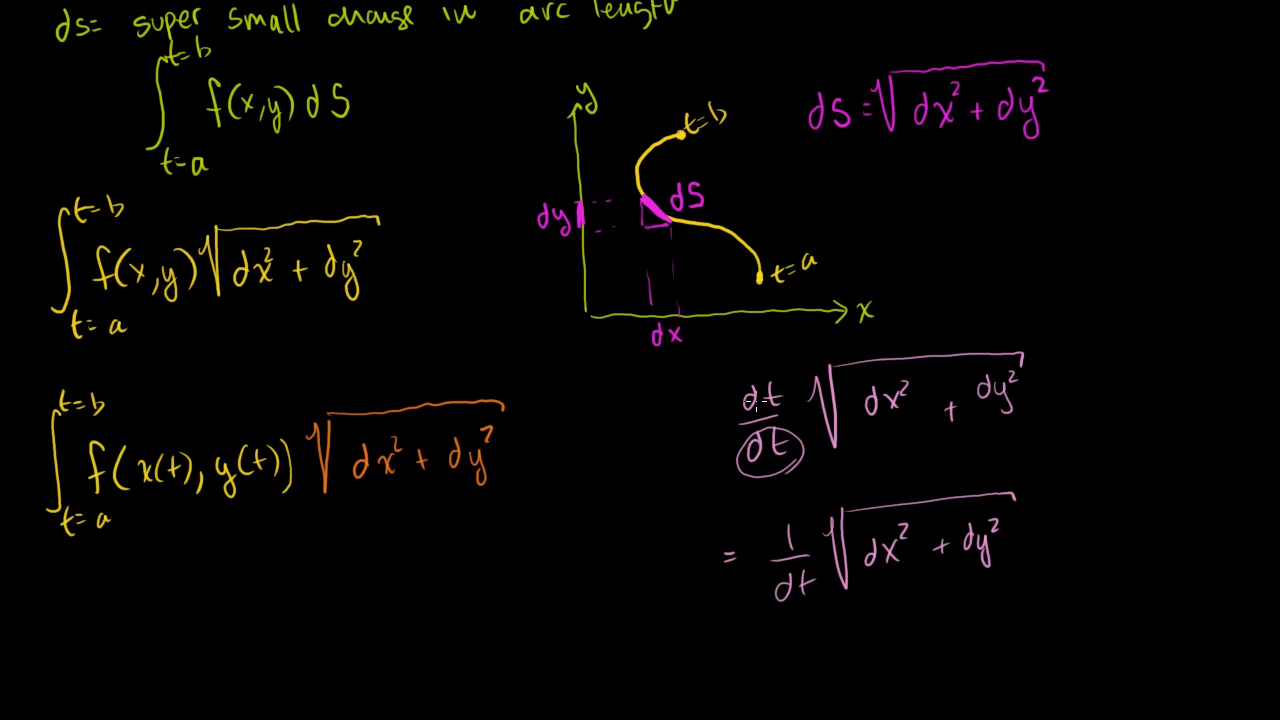 ds= super small change in arc length
∫_{t=a}^{t=b} f(x,y) dS
y
t=b
dS = √(dx² + dy²)
dS
dy
∫_{t=a}^{t=b} f(x,y) √(dx² + dy²)
t=a
x
dx
dt/dt √(dx² + dy²)
∫_{t=a}^{t=b} f(x(t), y(t)) √(dx² + dy²)
= 1/dt √(dx² + dy²)